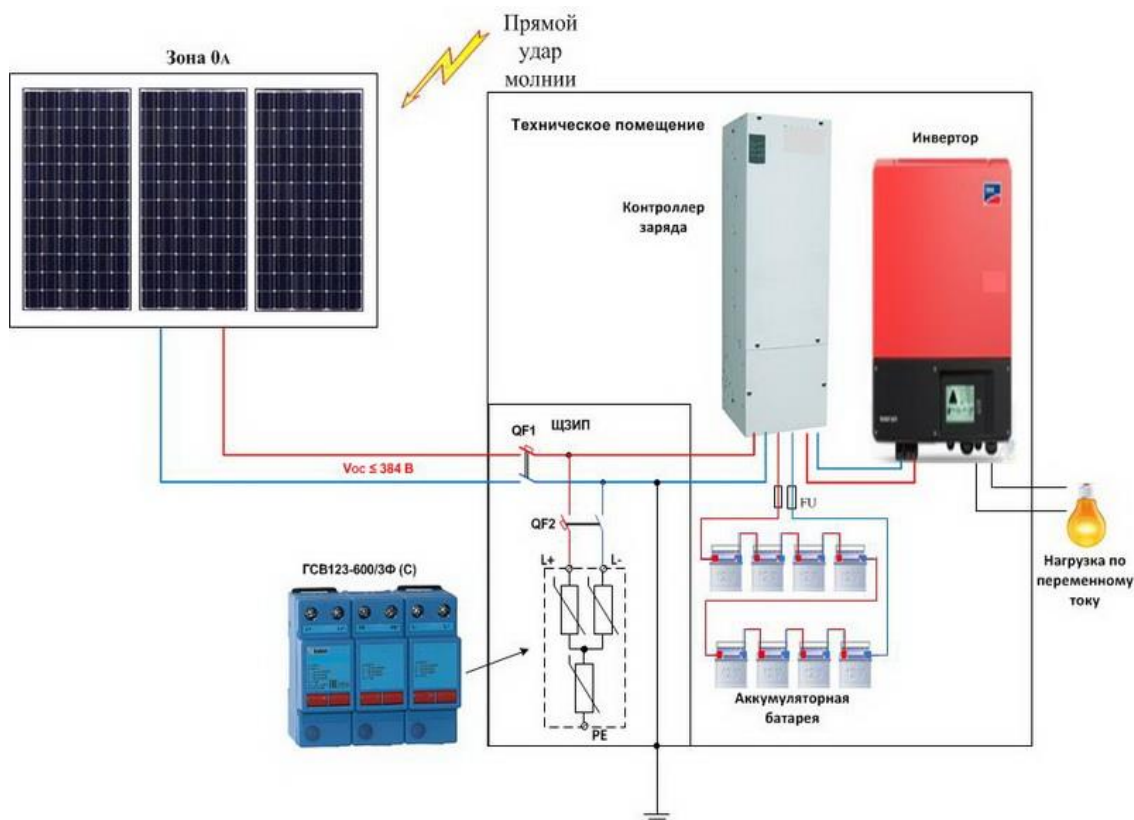 Прямой
удар
молнии
Зона 0А
Техническое помещение
Инвертор
Контроллер
заряда
ЩЗИП
QF1
Voc ≤ 384 В
FU
QF2
L+
L-
ГСВ123-600/3Ф (С)
Нагрузка по
переменному
току
Аккумуляторная
батарея
PE